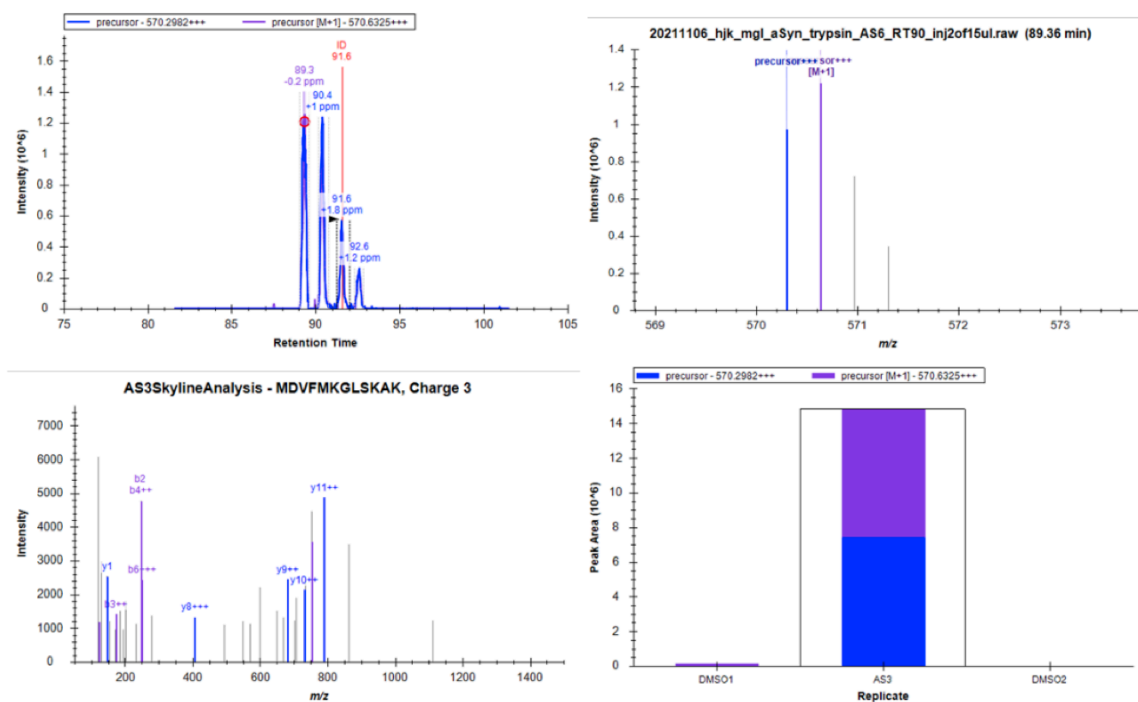 precursor - 570.2982+++ precursor [M+1] - 570.6325+++
ID
91.6
89.3
-0.2 ppm
90.4
+1 ppm
91.6
+1.8 ppm
92.6
+1.2 ppm
1.6
1.4
1.2
1
0.8
0.6
0.4
0.2
0
Intensity (10^6)
75 80 85 90 95 100 105
Retention Time
20211106_hjk_mgl_aSyn_trypsin_AS6_RT90_inj2of15ul.raw (89.36 min)
precursor+++
[M+1]
1.4
1.2
1.0
0.8
0.6
0.4
0.2
0.0
Intensity (10^6)
569 570 571 572 573
m/z
AS3SkylineAnalysis - MDVFMKGLSKAK, Charge 3
7000
6000
5000
4000
3000
2000
1000
0
Intensity
b2
b4++
y11++
y1
b6+++
y9++
y10++
b3++
y8+++
200 400 600 800 1000 1200 1400
m/z
precursor - 570.2982+++ precursor [M+1] - 570.6325+++
16
14
12
10
8
6
4
2
0
Peak Area (10^6)
DMSO1 AS3 DMSO2
Replicate